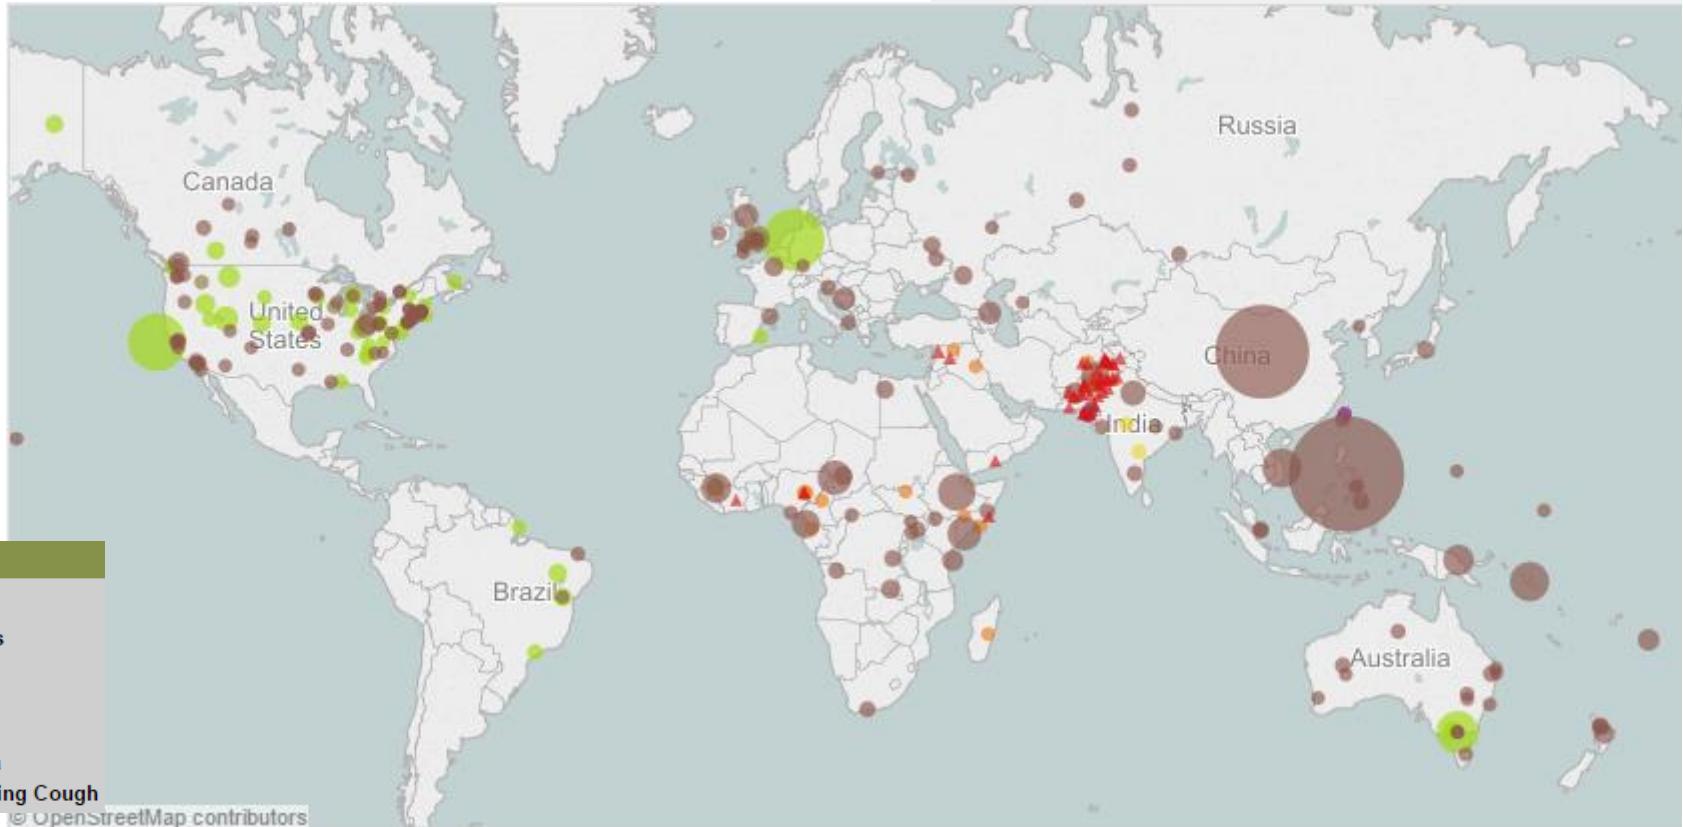 Russia
Canada
United
States
China
India
Brazil
Australia
ing Cough
© OpenStreetMap contributors